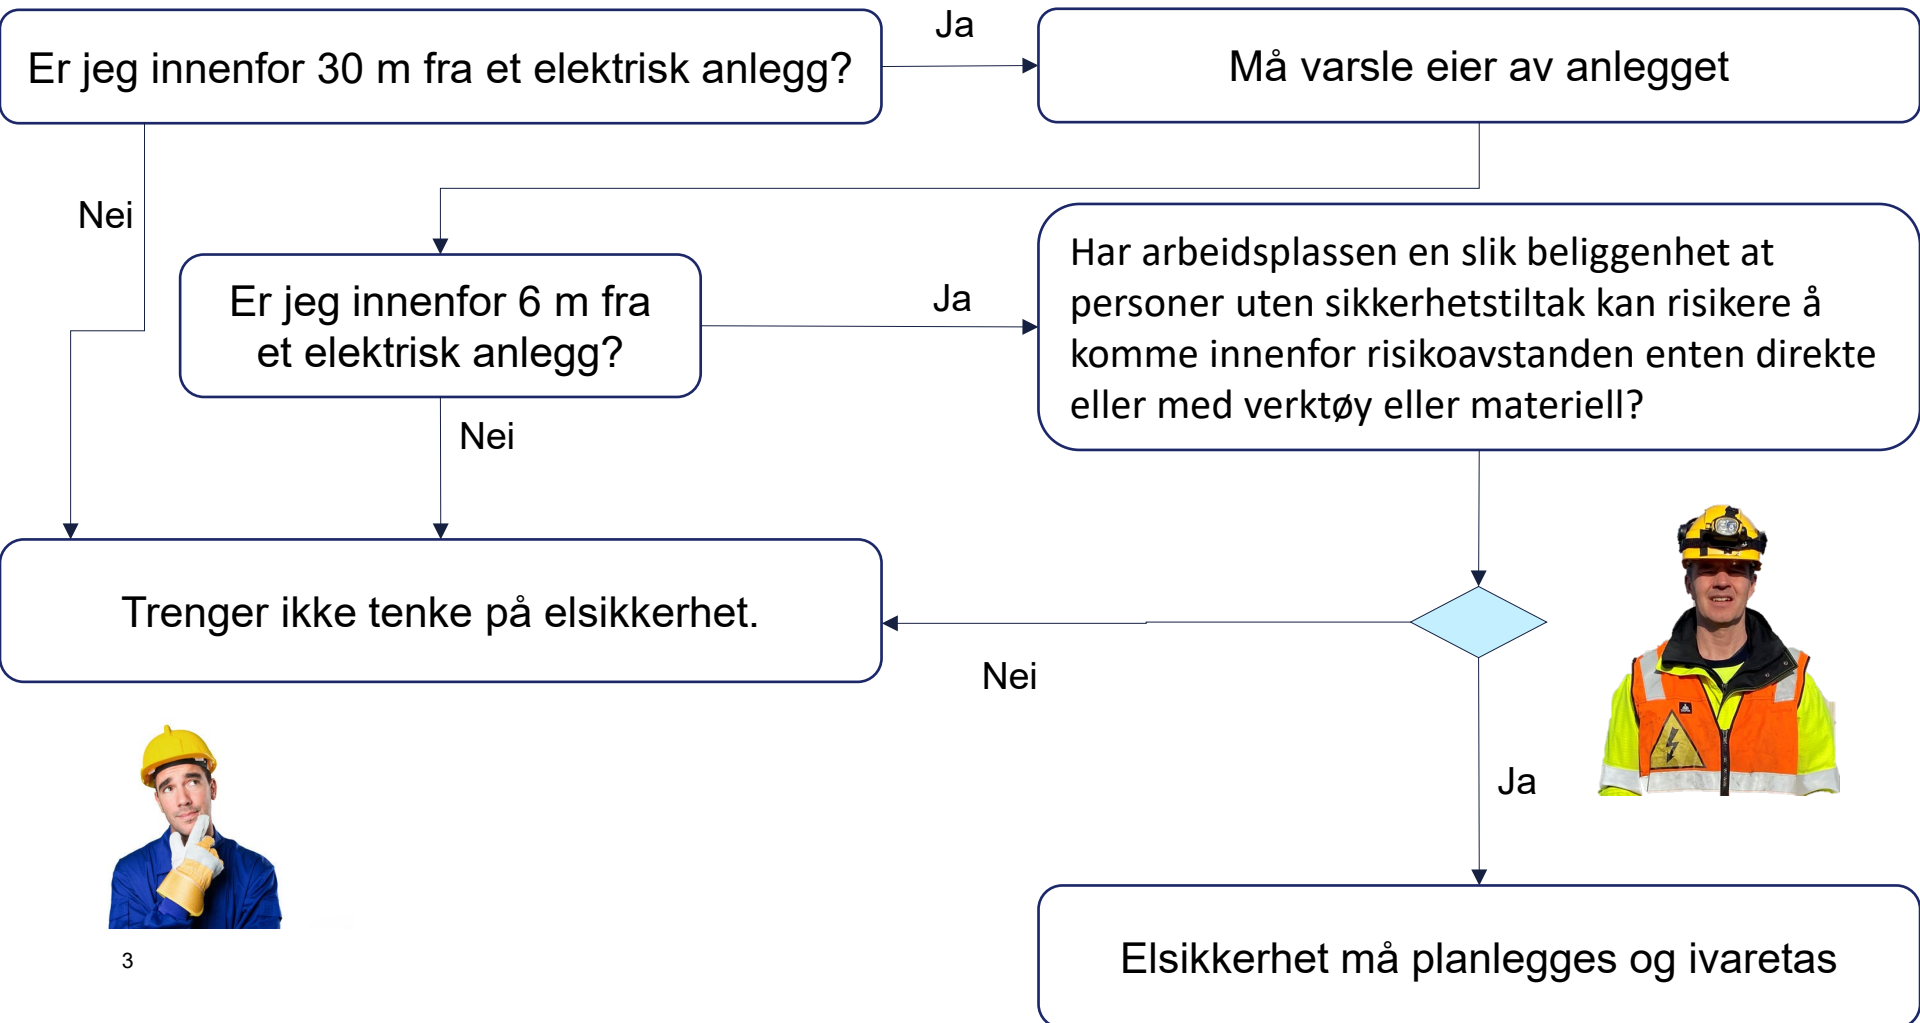 Er jeg innenfor 30 m fra et elektrisk anlegg?
Ja
Må varsle eier av anlegget
Nei
Er jeg innenfor 6 m fra
et elektrisk anlegg?
Ja
Har arbeidsplassen en slik beliggenhet at
personer uten sikkerhetstiltak kan risikere å
komme innenfor risikoavstanden enten direkte
eller med verktøy eller materiell?
Nei
Trenger ikke tenke på elsikkerhet.
Nei
Ja
Elsikkerhet må planlegges og ivaretas
3